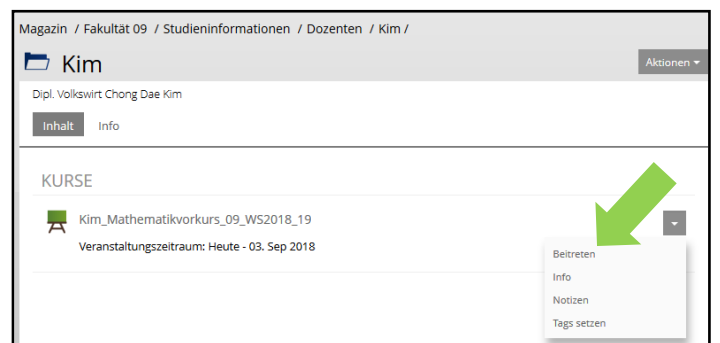 Magazin / Fakultät 09 / Studieninformationen / Dozenten / Kim /
Kim
Aktionen
Dipl. Volkswirt Chong Dae Kim
Inhalt Info
KURSE
Kim_Mathematikvorkurs_09_WS2018_19
Veranstaltungszeitraum: Heute - 03. Sep 2018
Beitreten
Info
Notizen
Tags setzen